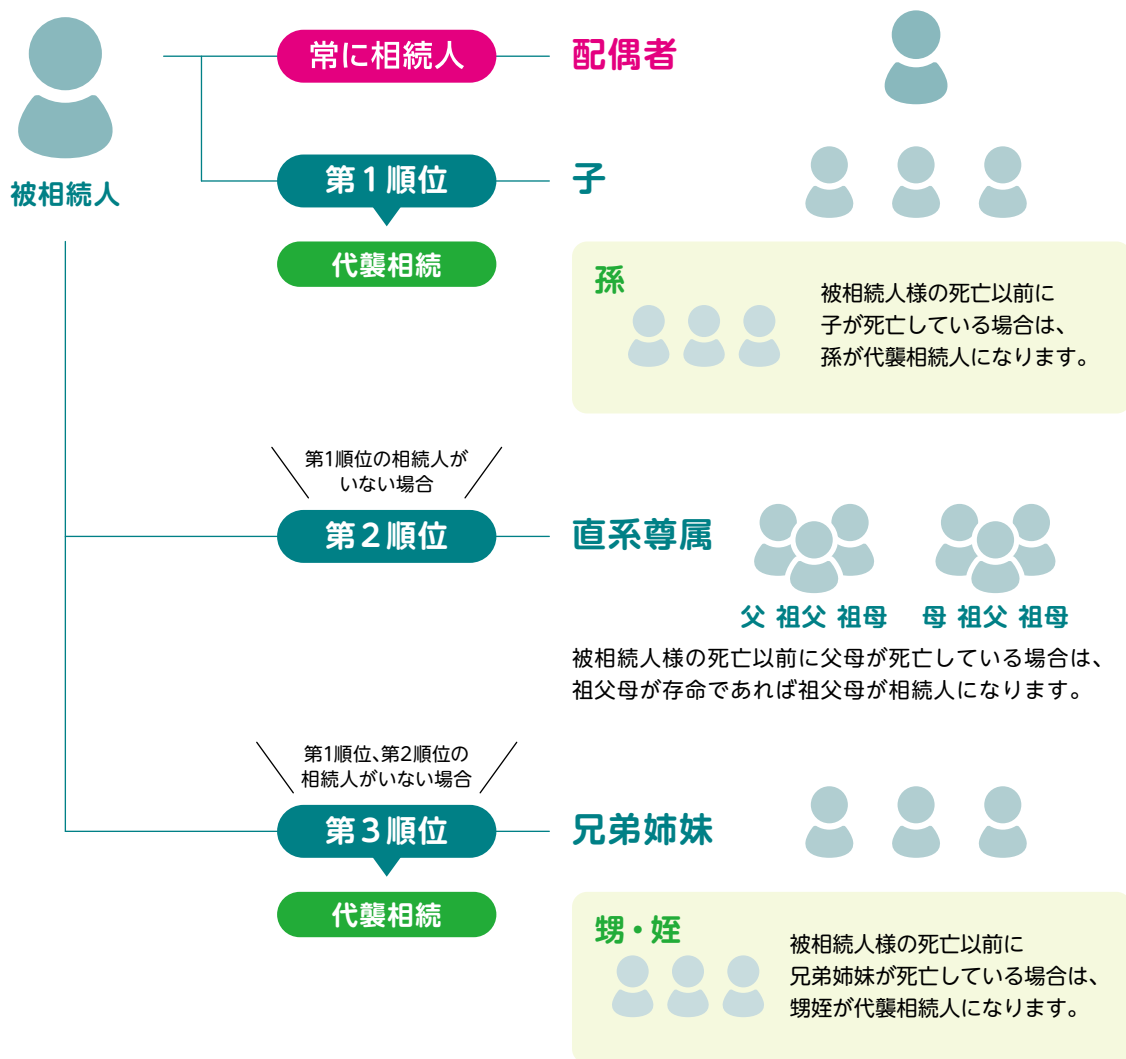 被相続人
常に相続人
配偶者
第1順位
子
代襲相続
孫
被相続人様の死亡以前に
子が死亡している場合は、
孫が代襲相続人になります。
第1順位の相続人が
いない場合
第2順位
直系尊属
父 祖父 祖母
母 祖父 祖母
被相続人様の死亡以前に父母が死亡している場合は、
祖父母が存命であれば祖父母が相続人になります。
第1順位、第2順位の
相続人がいない場合
第3順位
兄弟姉妹
代襲相続
甥・姪
被相続人様の死亡以前に
兄弟姉妹が死亡している場合は、
甥姪が代襲相続人になります。